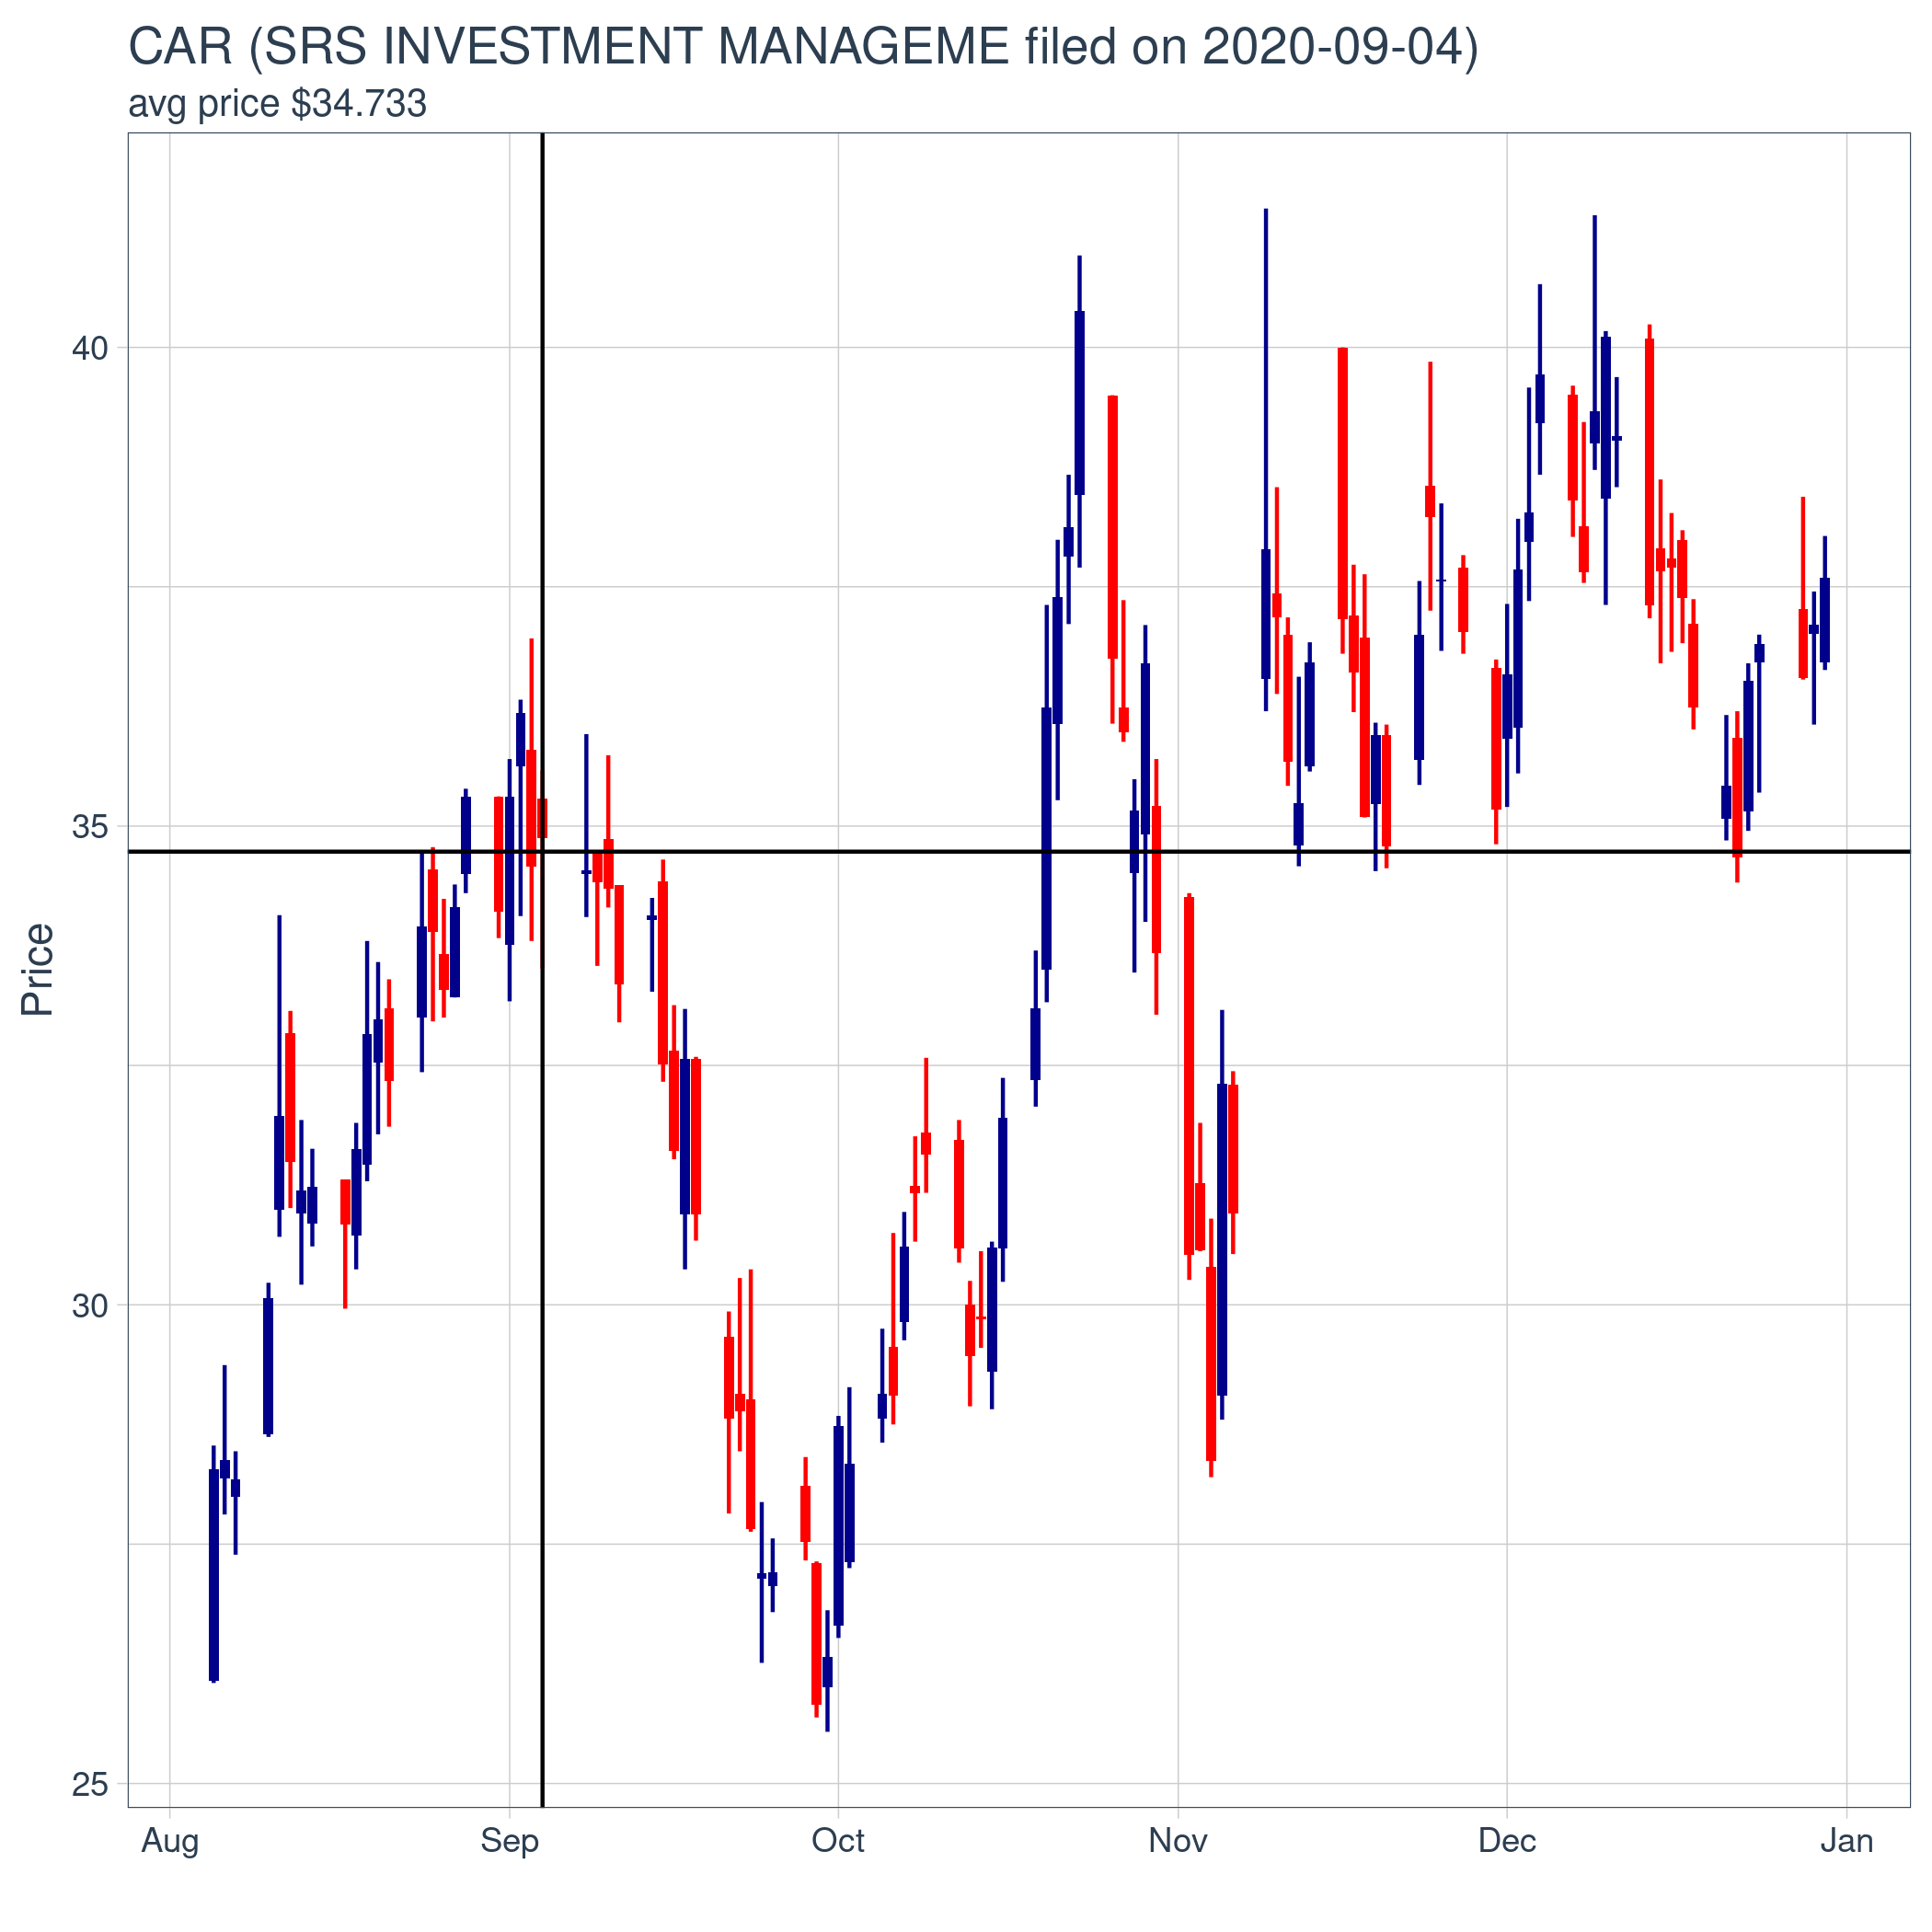 CAR (SRS INVESTMENT MANAGEME filed on 2020-09-04)
avg price $34.733
40
35
30
25
Price
Aug Sep Oct Nov Dec Jan